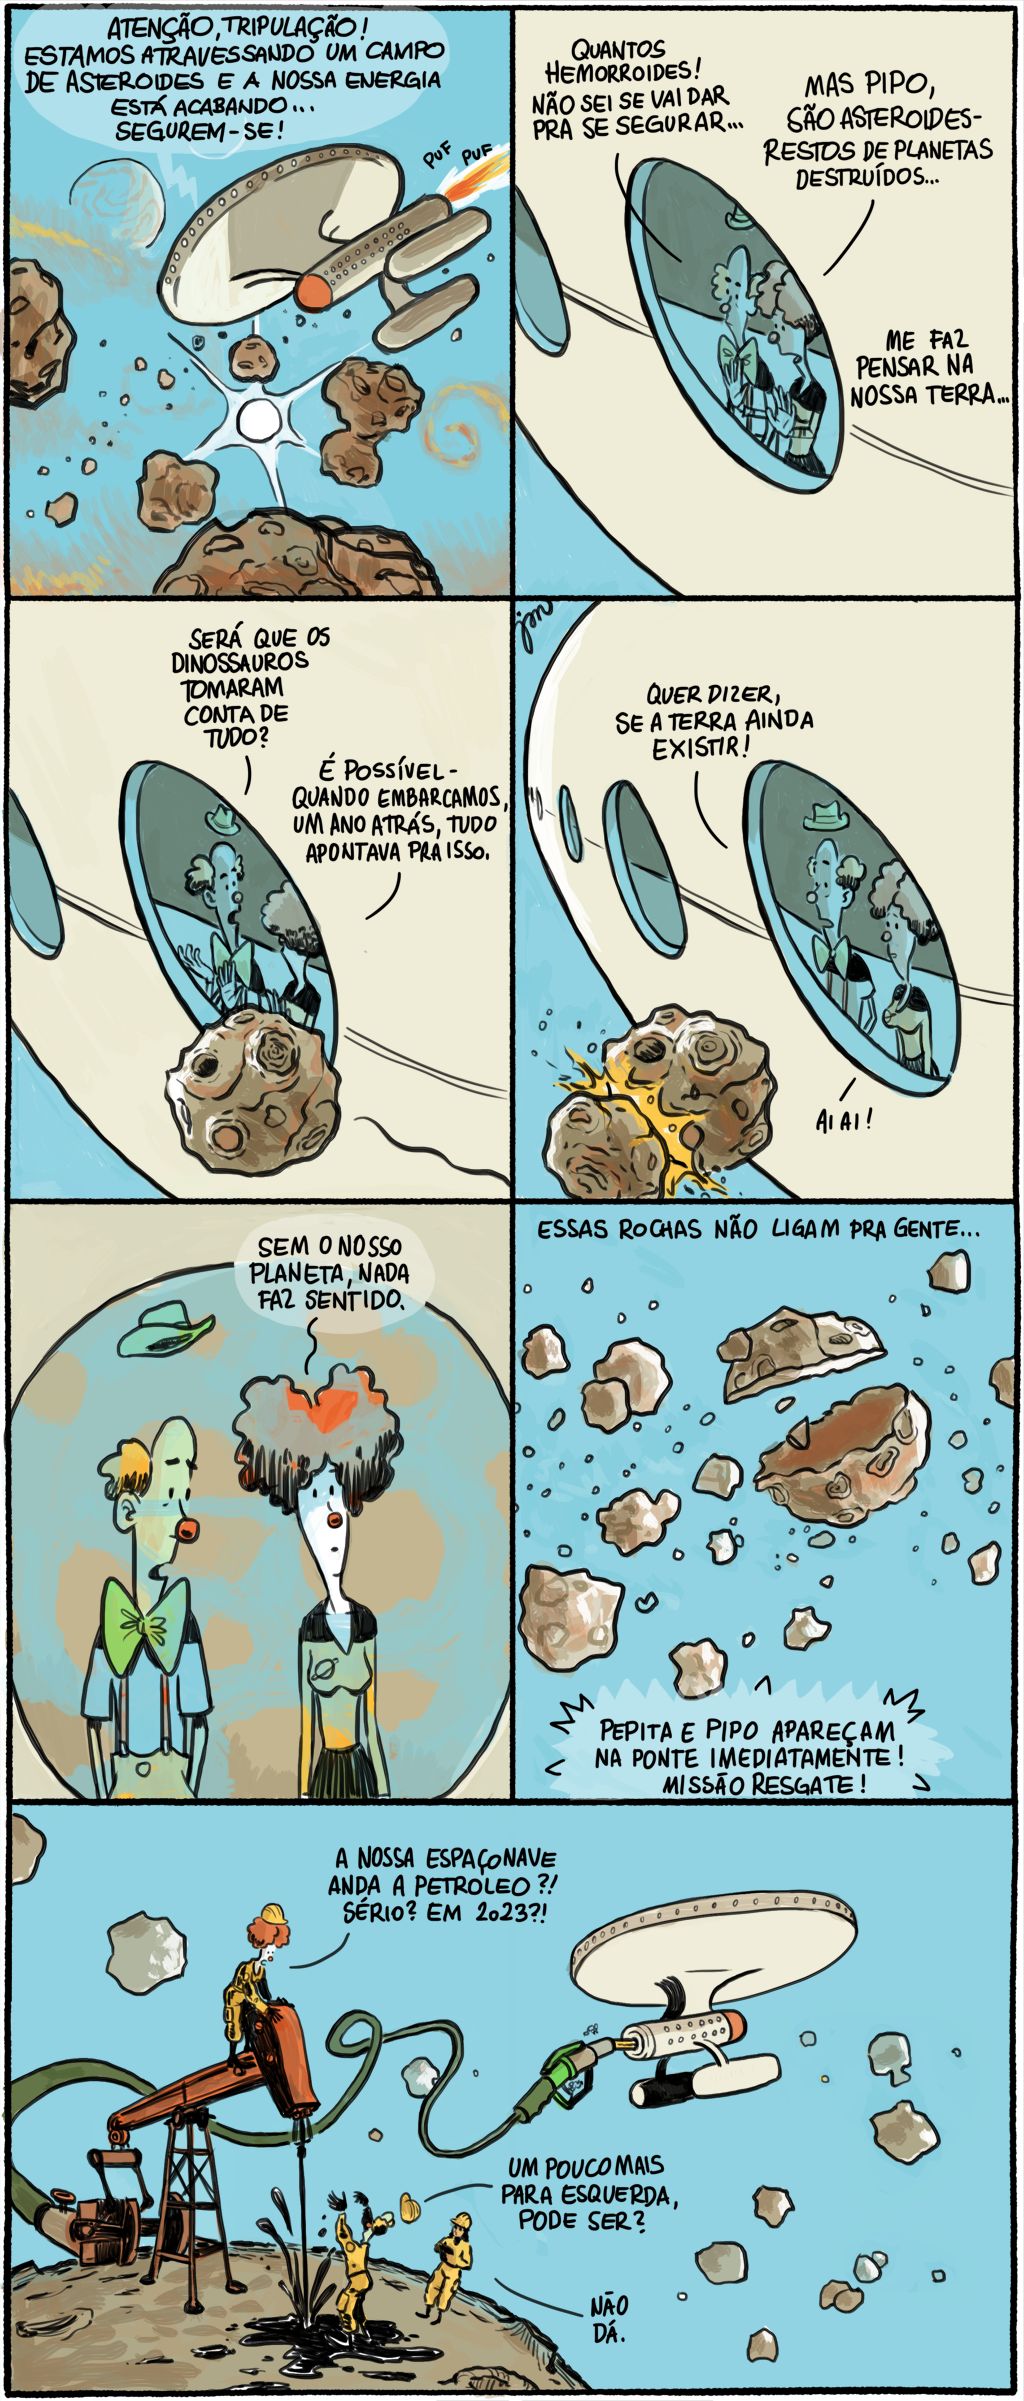 ATENÇÃO, TRIPULAÇÃO!
ESTAMOS ATRAVESSANDO UM CAMPO
DE ASTEROIDES E A NOSSA ENERGIA
ESTÁ ACABANDO...
SEGUREM-SE!
PUF PUF
QUANTOS
HEMORROIDES!
NÃO SEI SE VAI DAR
PRA SE SEGURAR...
MAS PIPO,
SÃO ASTEROIDES-
RESTOS DE PLANETAS
DESTRUÍDOS...
ME FAZ
PENSAR NA
NOSSA TERRA...
SERÁ QUE OS
DINOSSAUROS
TOMARAM
CONTA DE
TUDO?
É POSSÍVEL-
QUANDO EMBARCAMOS,
UM ANO ATRÁS, TUDO
APONTAVA PRA ISSO.
jm
QUER DIZER,
SE A TERRA AINDA
EXISTIR!
AI AI!
SEM O NOSSO
PLANETA, NADA
FAZ SENTIDO.
ESSAS ROCHAS NÃO LIGAM PRA GENTE...
PEPITA E PIPO APAREÇAM
NA PONTE IMEDIATAMENTE!
MISSÃO RESGATE!
A NOSSA ESPAÇONAVE
ANDA A PETROLEO?!
SÉRIO? EM 2023?!
UM POUCO MAIS
PARA ESQUERDA,
PODE SER?
NÃO
DÁ.